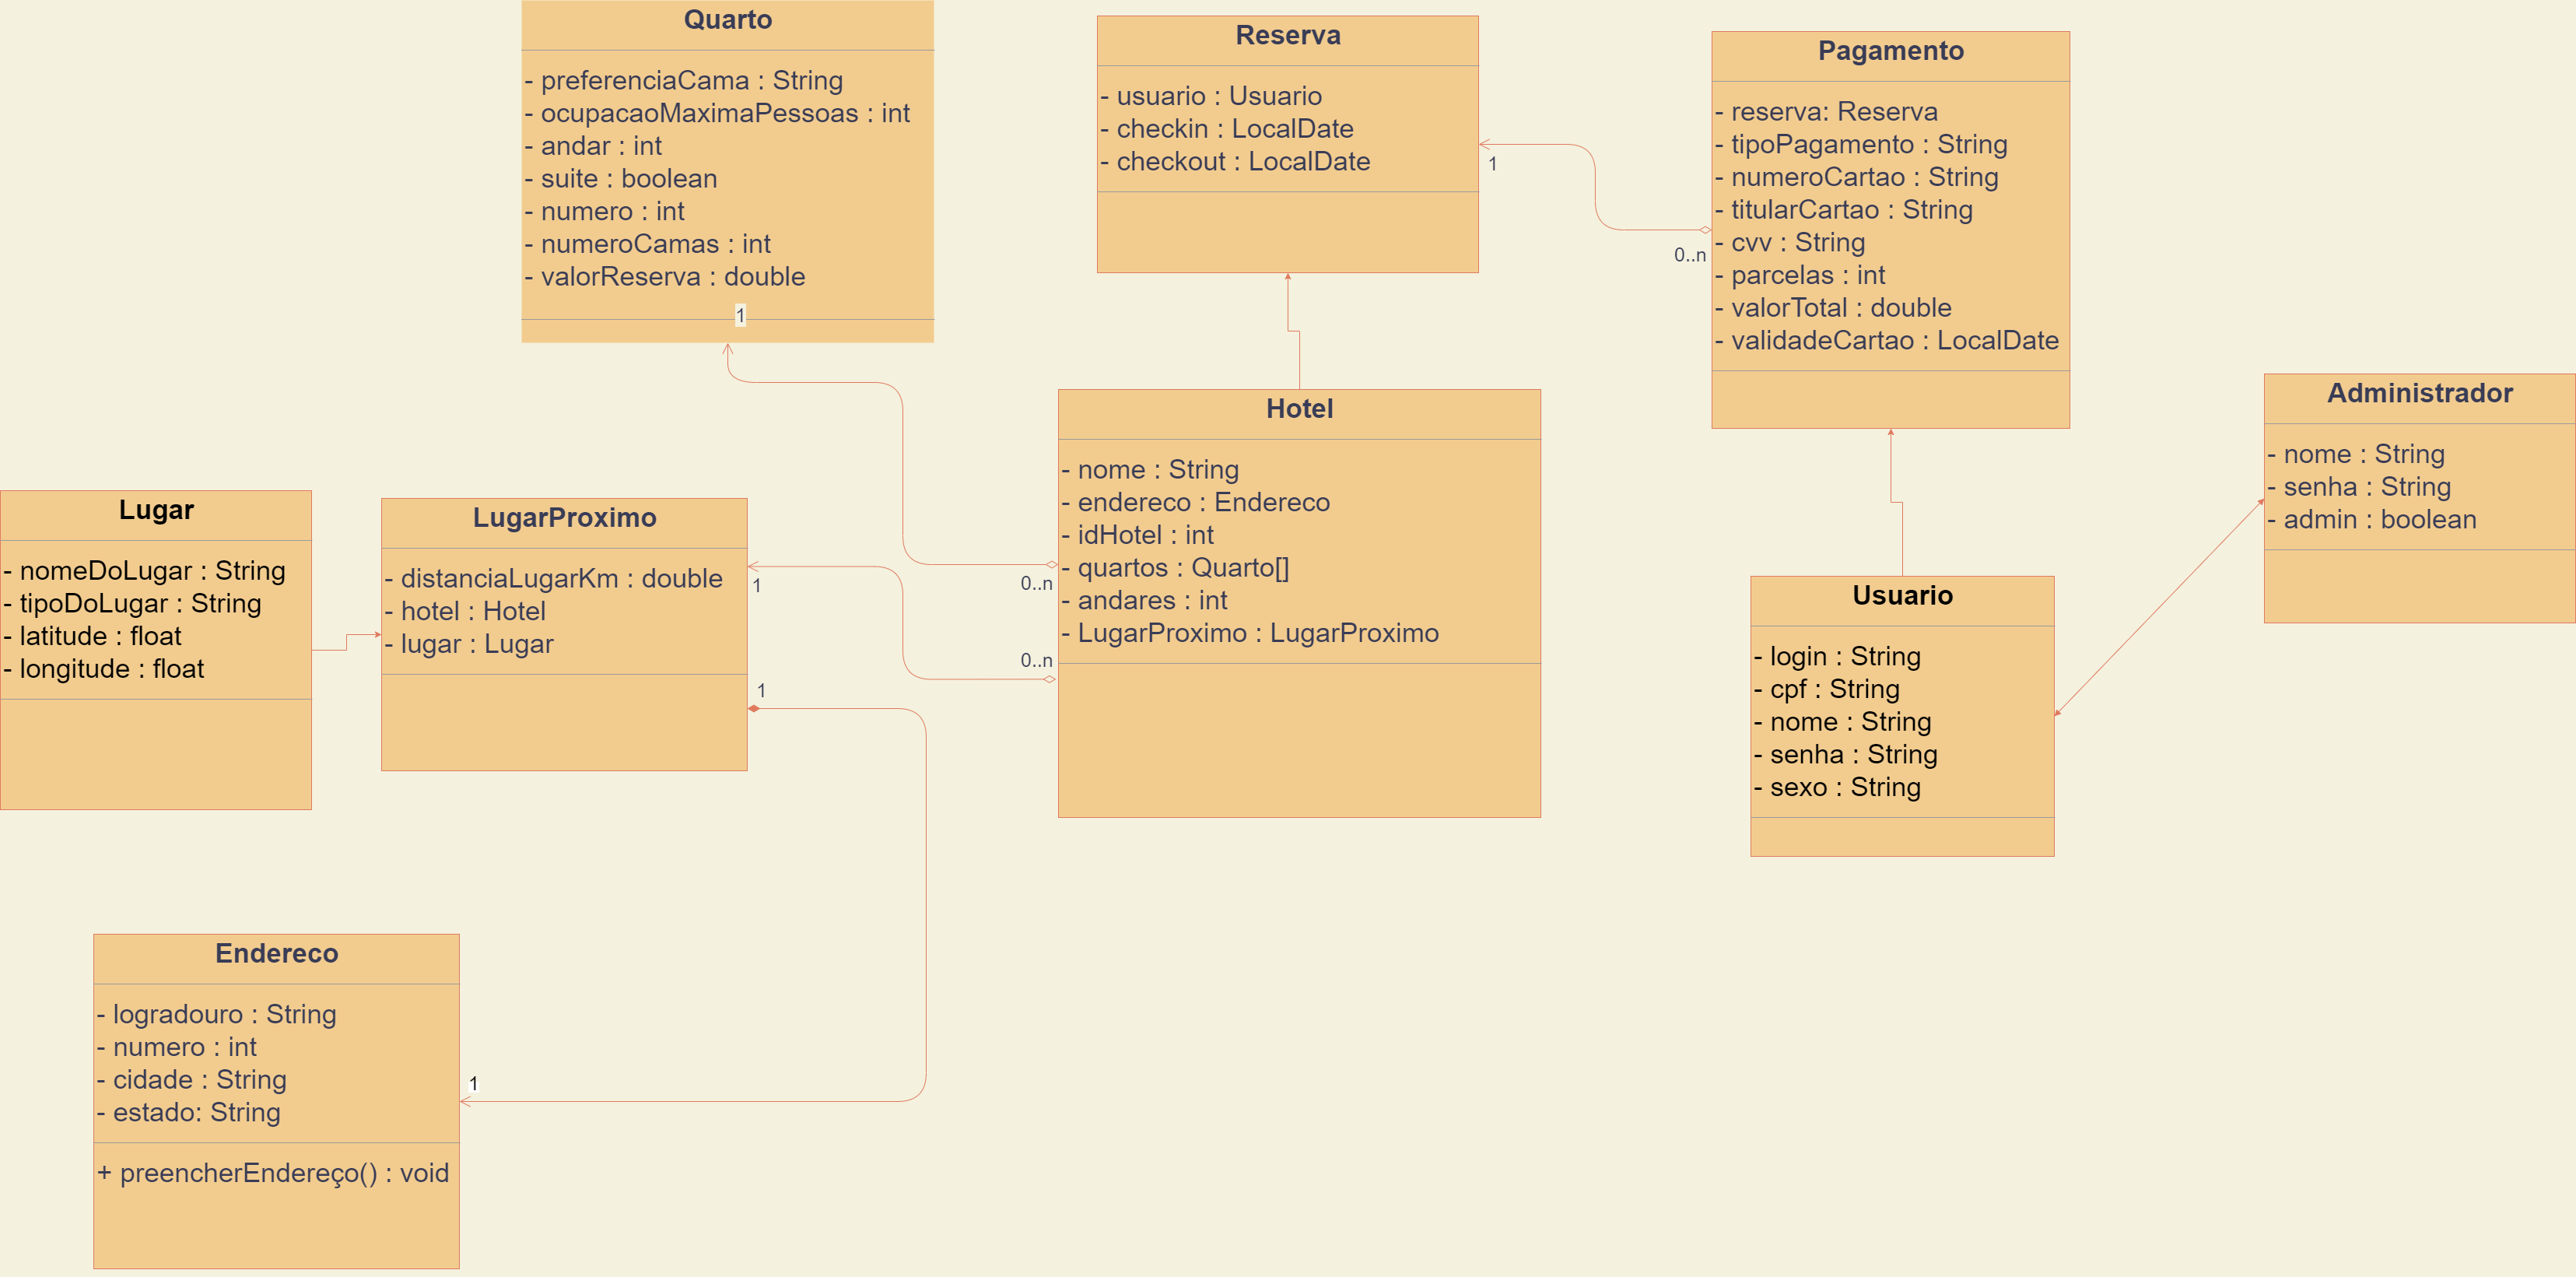 Quarto
- preferenciaCama : String
- ocupacaoMaximaPessoas : int
- andar : int
- suite : boolean
- numero : int
- numeroCamas : int
- valorReserva : double
1
Reserva
- usuario : Usuario
- checkin : LocalDate
- checkout : LocalDate
1
Pagamento
- reserva: Reserva
- tipoPagamento : String
- numeroCartao : String
- titularCartao : String
- cvv : String
- parcelas : int
- valorTotal : double
- validadeCartao : LocalDate
0..n
Administrador
- nome : String
- senha : String
- admin : boolean
Hotel
- nome : String
- endereco : Endereco
- idHotel : int
- quartos : Quarto[]
- andares : int
- LugarProximo : LugarProximo
0..n
0..n
Lugar
- nomeDoLugar : String
- tipoDoLugar : String
- latitude : float
- longitude : float
LugarProximo
- distanciaLugarKm : double
- hotel : Hotel
- lugar : Lugar
1
1
Usuario
- login : String
- cpf : String
- nome : String
- senha : String
- sexo : String
Endereco
- logradouro : String
- numero : int
- cidade : String
- estado: String
+ preencherEndereço() : void
1